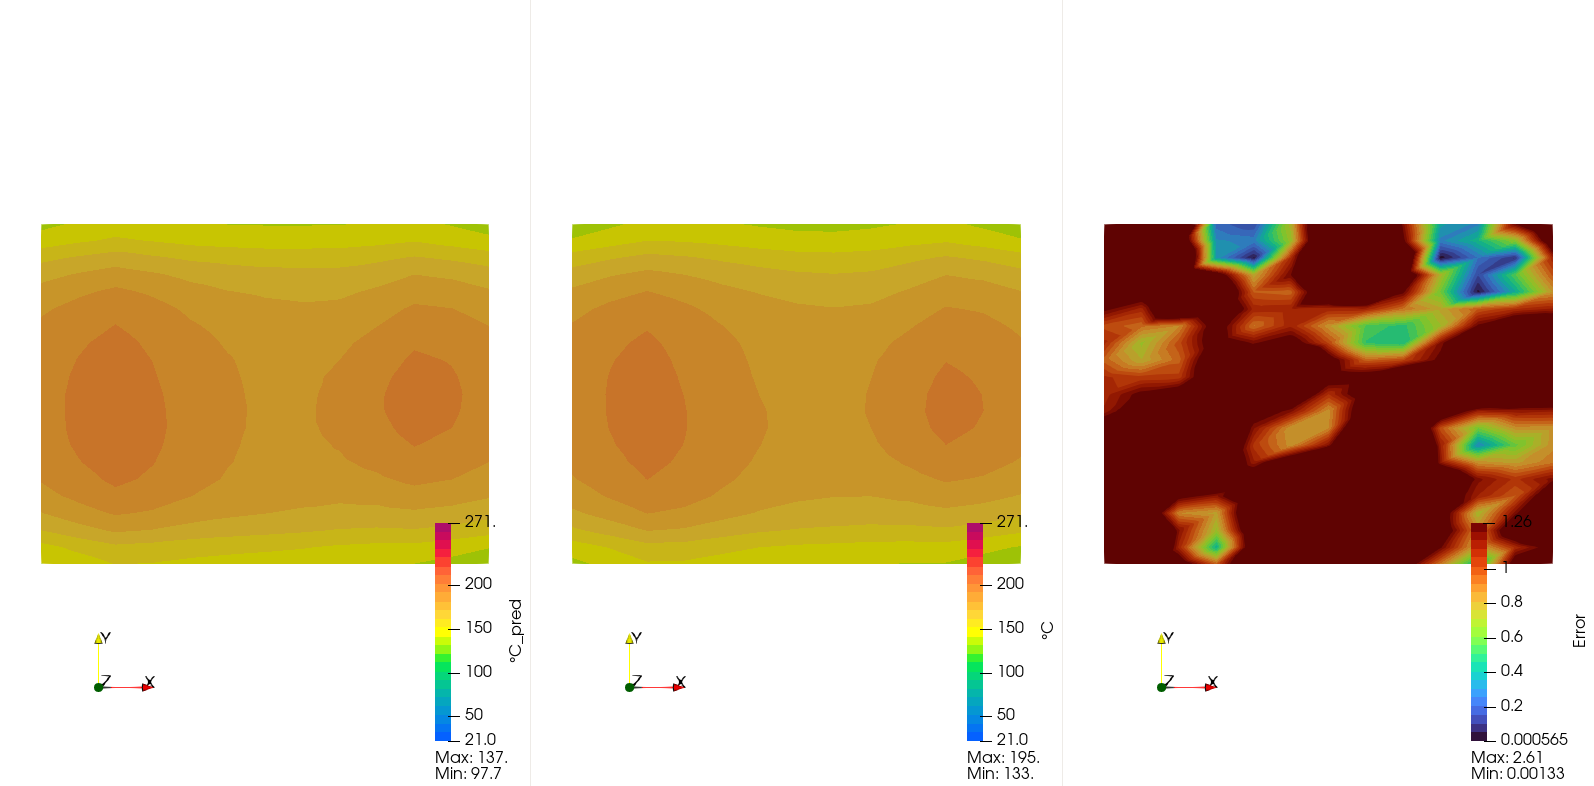 271.
200
150
100
50
21.0
°C_pred
Max: 137.
Min: 97.7
Y
Z
X
271.
200
150
100
50
21.0
°C
Max: 195.
Min: 133.
Y
Z
X
1.26
1
0.8
0.6
0.4
0.2
0.000565
Error
Max: 2.61
Min: 0.00133
Y
Z
X